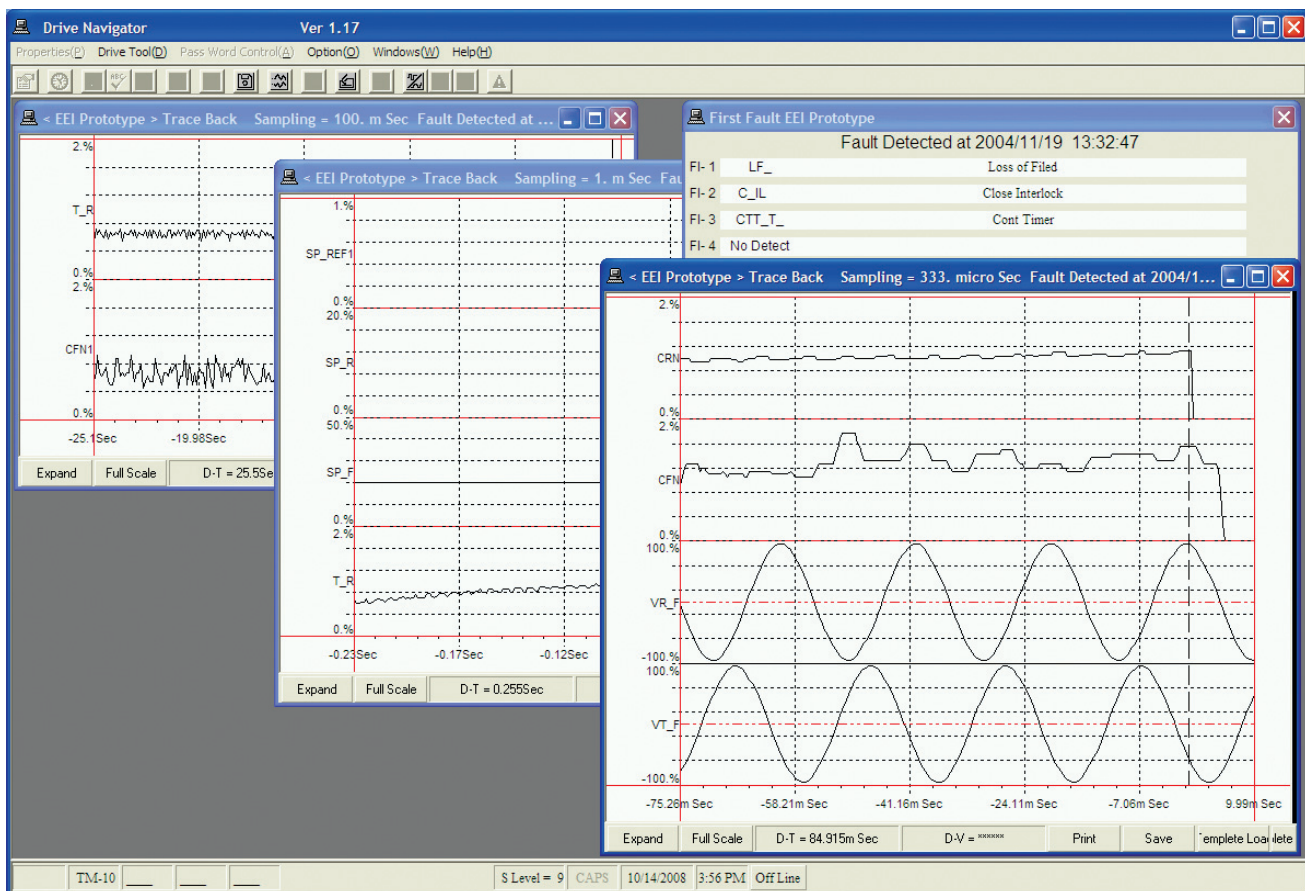 Drive Navigator Ver 1.17
Properties(P) Drive Tool(D) Pass Word Control(A) Option(O) Windows(W) Help(H)
ABC
< EEI Prototype > Trace Back Sampling = 100. m Sec Fault Detected at ...
2.%
T_R
0.%
2.%
CFN1
0.%
-25.1Sec -19.98Sec
Expand Full Scale D-T = 25.5Se
< EEI Prototype > Trace Back Sampling = 1. m Sec Fau
1.%
SP_REF1
0.%
20.%
SP_R
0.%
50.%
SP_F
0.%
2.%
T_R
0.%
-0.23Sec -0.17Sec -0.12Sec
Expand Full Scale D-T = 0.255Sec
First Fault EEI Prototype
Fault Detected at 2004/11/19 13:32:47
FI- 1 LF_ Loss of Filed
FI- 2 C_IL Close Interlock
FI- 3 CTT_T_ Cont Timer
FI- 4 No Detect
< EEI Prototype > Trace Back Sampling = 333. micro Sec Fault Detected at 2004/1...
2.%
CRN
0.%
2.%
CFN
0.%
100.%
VR_F
-100.%
100.%
VT_F
-100.%
-75.26m Sec -58.21m Sec -41.16m Sec -24.11m Sec -7.06m Sec 9.99m Sec
Expand Full Scale D-T = 84.915m Sec D-V = ****** Print Save Template Loa lete
TM-10 S Level = 9 CAPS 10/14/2008 3:56 PM Off Line